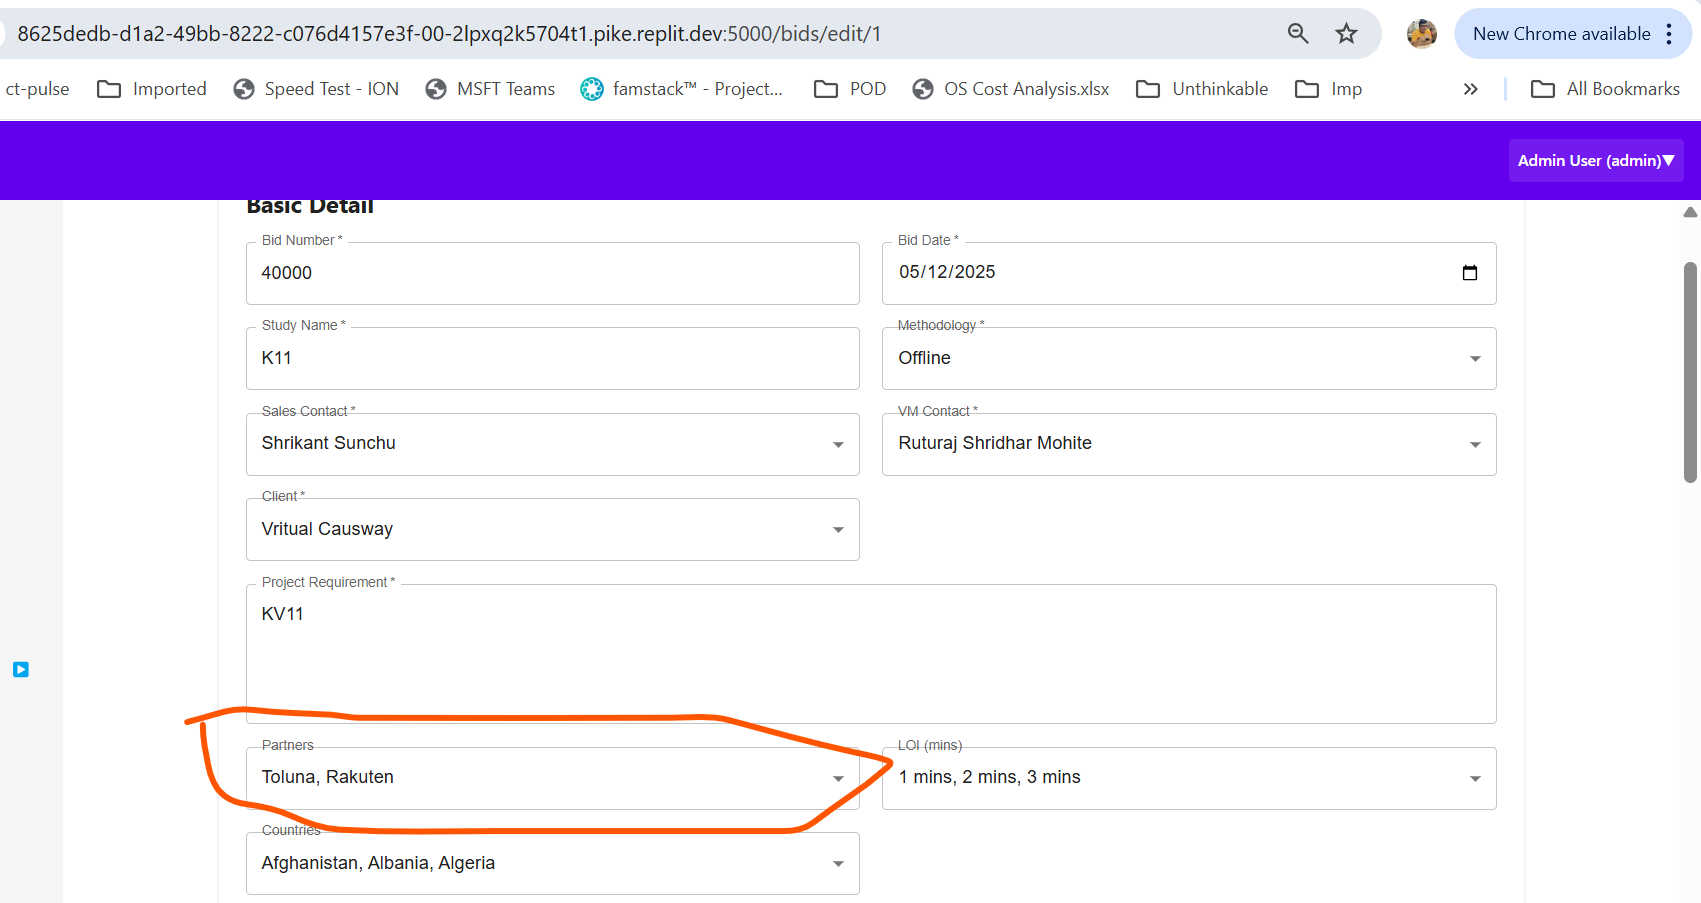 8625dedb-d1a2-49bb-8222-c076d4157e3f-00-2lpxq2k5704t1.pike.replit.dev:5000/bids/edit/1
New Chrome available
ct-pulse Imported Speed Test - ION MSFT Teams famstack™ - Project... POD OS Cost Analysis.xlsx Unthinkable Imp » All Bookmarks
Admin User (admin)▼
Basic Detail
Bid Number *
40000
Bid Date *
05/12/2025
Study Name *
K11
Methodology *
Offline
Sales Contact *
Shrikant Sunchu
VM Contact *
Ruturaj Shridhar Mohite
Client *
Vritual Causway
Project Requirement *
KV11
Partners
Toluna, Rakuten
LOI (mins)
1 mins, 2 mins, 3 mins
Countries
Afghanistan, Albania, Algeria